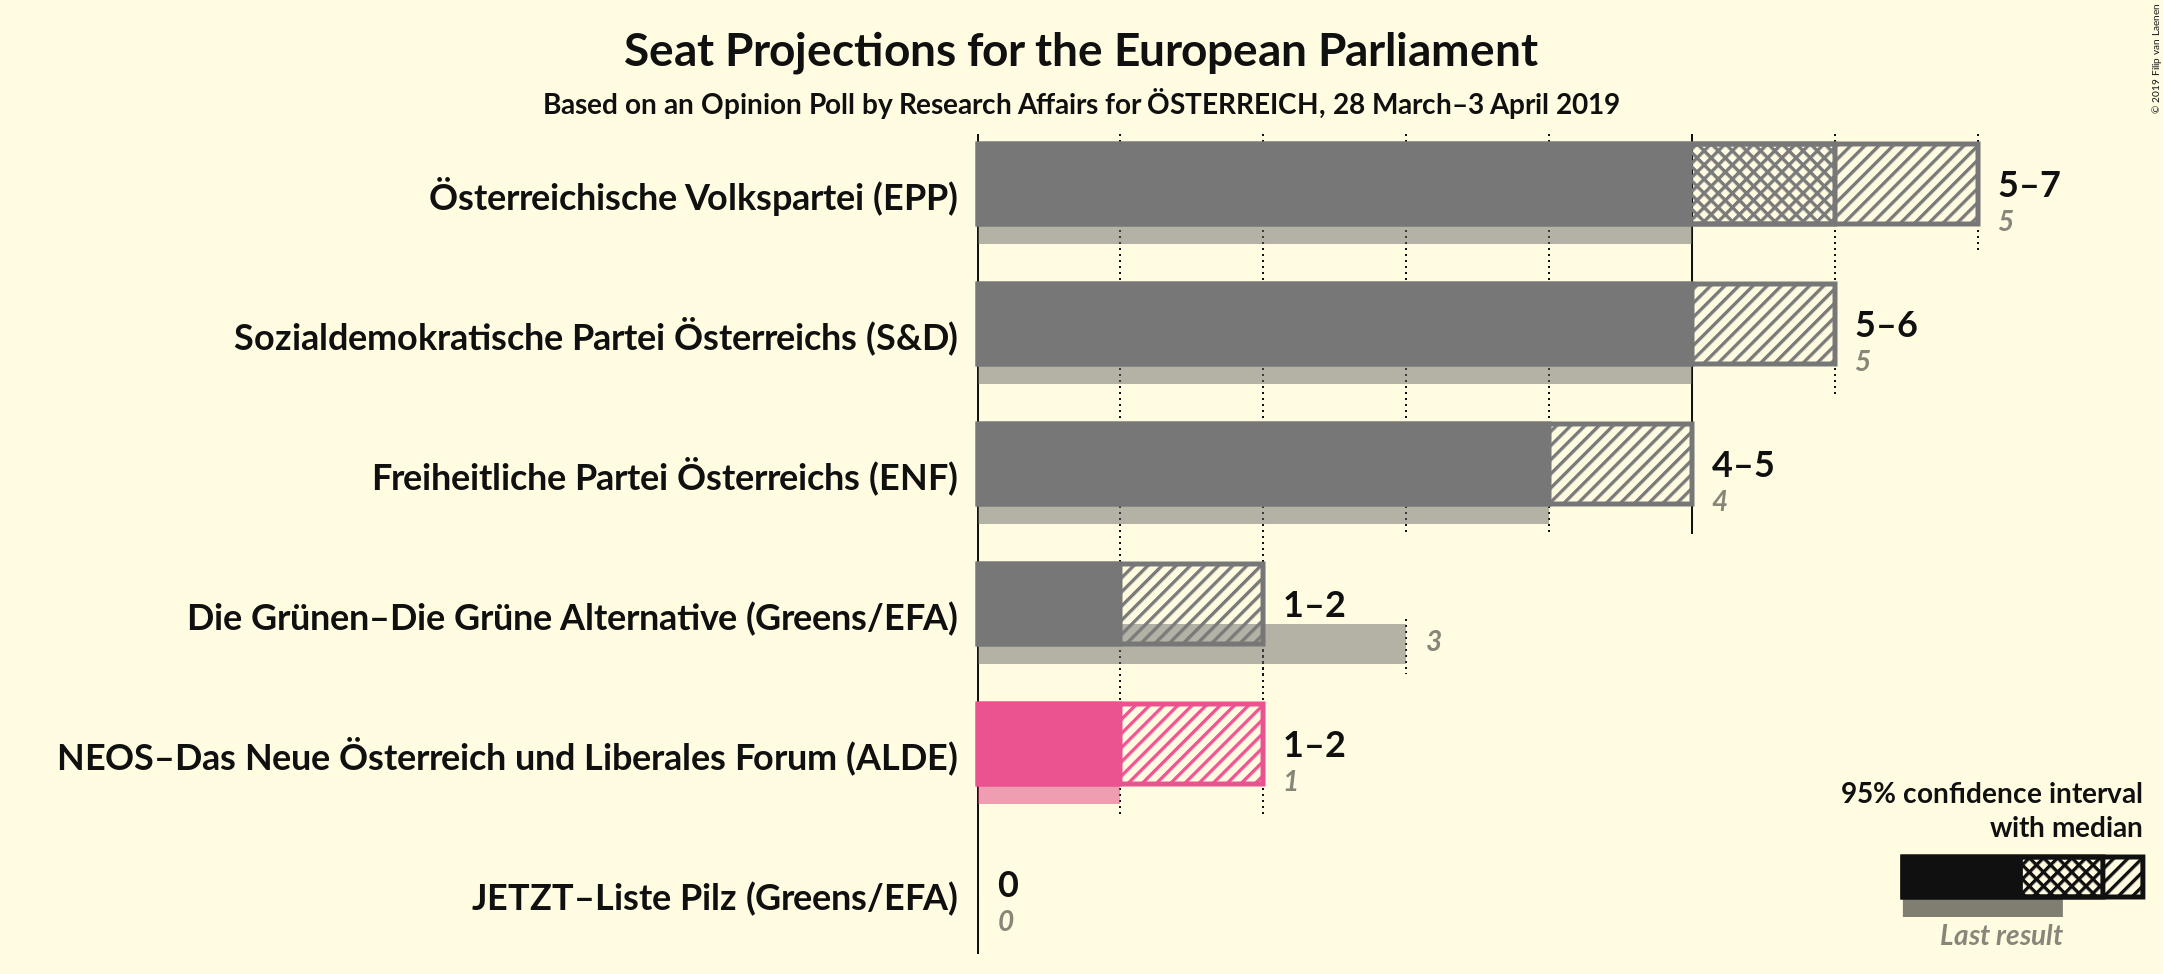 Seat Projections for the European Parliament
Based on an Opinion Poll by Research Affairs for ÖSTERREICH, 28 March–3 April 2019
© 2019 Filip van Laenen
Österreichische Volkspartei (EPP)
5–7
5
Sozialdemokratische Partei Österreichs (S&D)
5–6
5
Freiheitliche Partei Österreichs (ENF)
4–5
4
Die Grünen–Die Grüne Alternative (Greens/EFA)
1–2
3
NEOS–Das Neue Österreich und Liberales Forum (ALDE)
1–2
1
JETZT–Liste Pilz (Greens/EFA)
0
0
95% confidence interval
with median
Last result